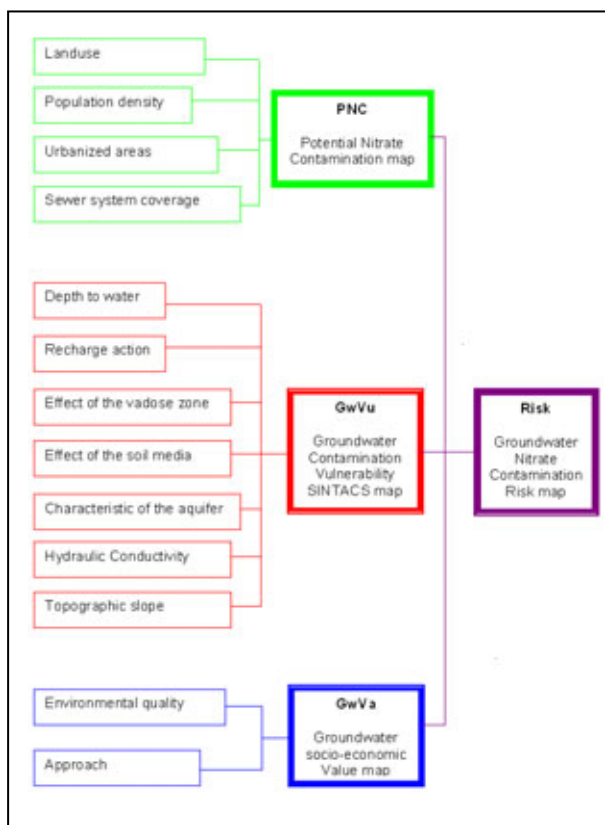 Landuse
Population density
Urbanized areas
Sewer system coverage
PNC
Potential Nitrate
Contamination map
Depth to water
Recharge action
Effect of the vadose zone
Effect of the soil media
Characteristic of the aquifer
Hydraulic Conductivity
Topographic slope
GwVu
Groundwater
Contamination
Vulnerability
SINTACS map
Risk
Groundwater
Nitrate
Contamination
Risk map
Environmental quality
Approach
GwVa
Groundwater
socio-economic
Value map